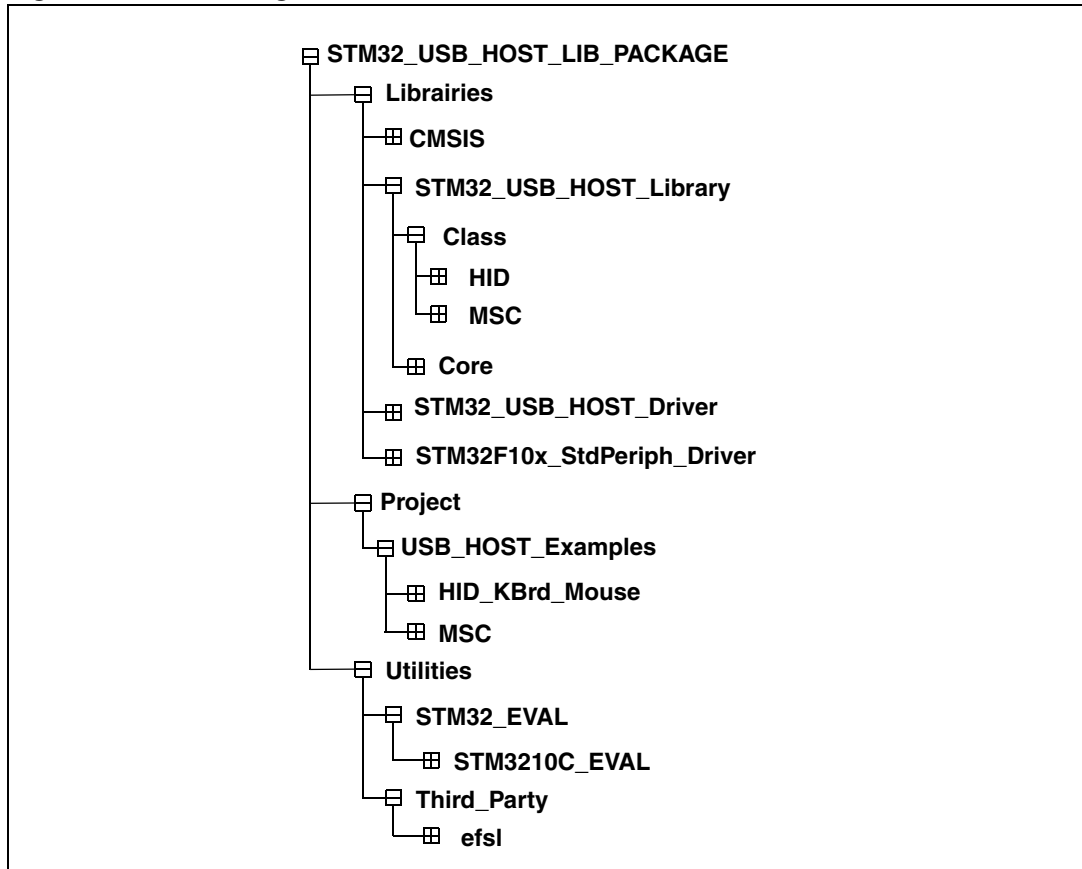 STM32_USB_HOST_LIB_PACKAGE
Librairies
CMSIS
STM32_USB_HOST_Library
Class
HID
MSC
Core
STM32_USB_HOST_Driver
STM32F10x_StdPeriph_Driver
Project
USB_HOST_Examples
HID_KBrd_Mouse
MSC
Utilities
STM32_EVAL
STM3210C_EVAL
Third_Party
efsl